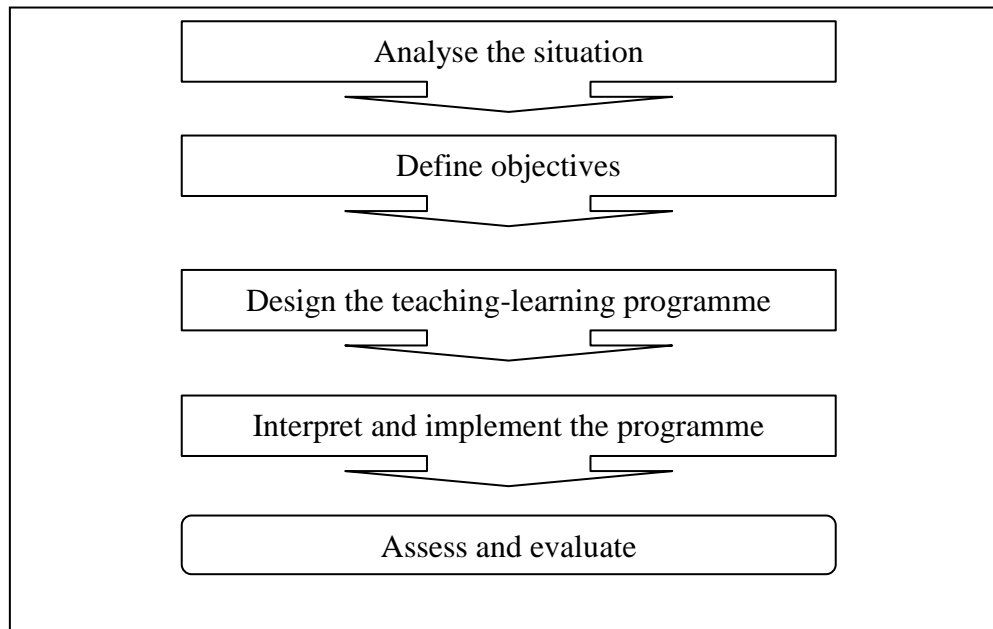 Analyse the situation
Define objectives
Design the teaching-learning programme
Interpret and implement the programme
Assess and evaluate